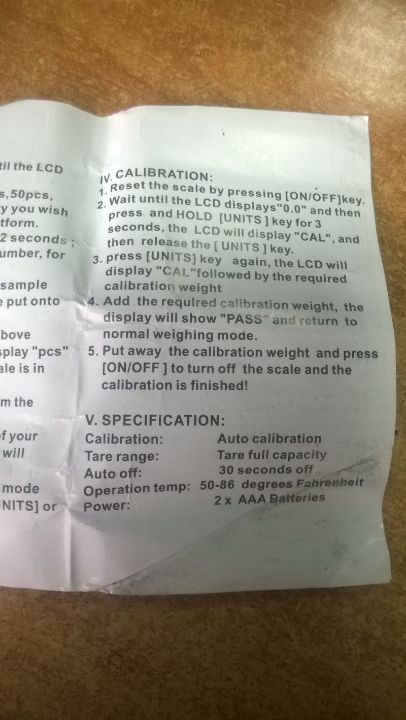 til the LCD
s,50pcs,
y you wish
tform.
2 seconds ;
umber, for
sample
e put onto
bove
splay "pcs"
ale is in
m the
of your
will
mode
UNITS] or
IV. CALIBRATION:
1. Reset the scale by pressing [ON/OFF]key.
2. Wait until the LCD displays"0.0" and then
press and HOLD [UNITS ] key for 3
seconds, the LCD will display "CAL", and
then release the [ UNITS ] key.
3. press [UNITS] key again, the LCD will
display "CAL"followed by the required
calibration weight
4. Add the required calibration weight, the
display will show "PASS" and return to
normal weighing mode.
5. Put away the calibration weight and press
[ON/OFF ] to turn off the scale and the
calibration is finished!
V. SPECIFICATION:
Calibration: Auto calibration
Tare range: Tare full capacity
Auto off: 30 seconds off
Operation temp: 50-86 degrees Fahrenheit
Power: 2 x AAA Batteries